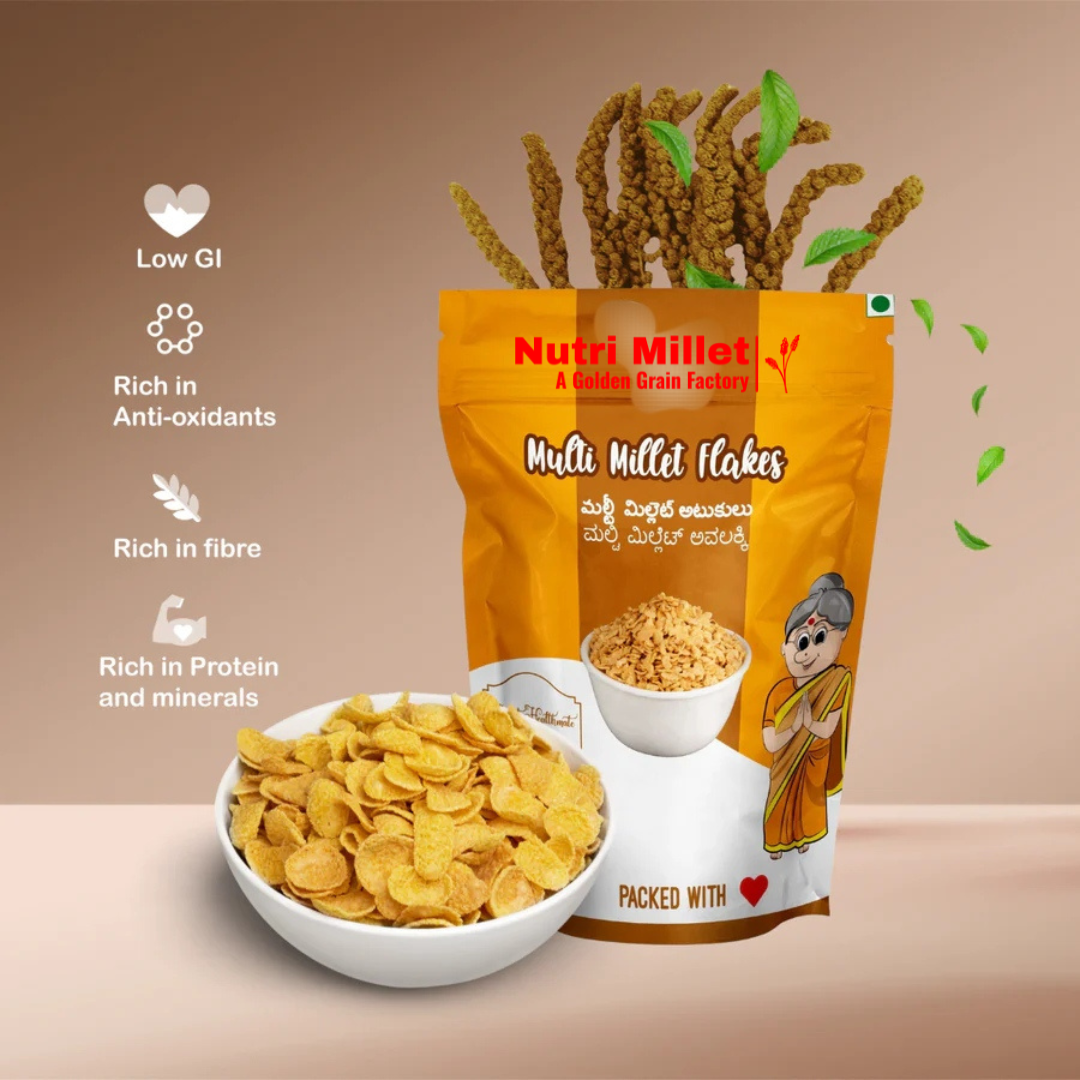 Low GI
Rich in
Anti-oxidants
Rich in fibre
Rich in Protein
and minerals
Nutri Millet
A Golden Grain Factory
Multi Millet Flakes
మల్టీ మిల్లెట్ అటుకులు
ಮಲ್ಟಿ ಮಿಲ್ಲೆಟ್ ಅವಲಕ್ಕಿ
Healthmate
PACKED WITH